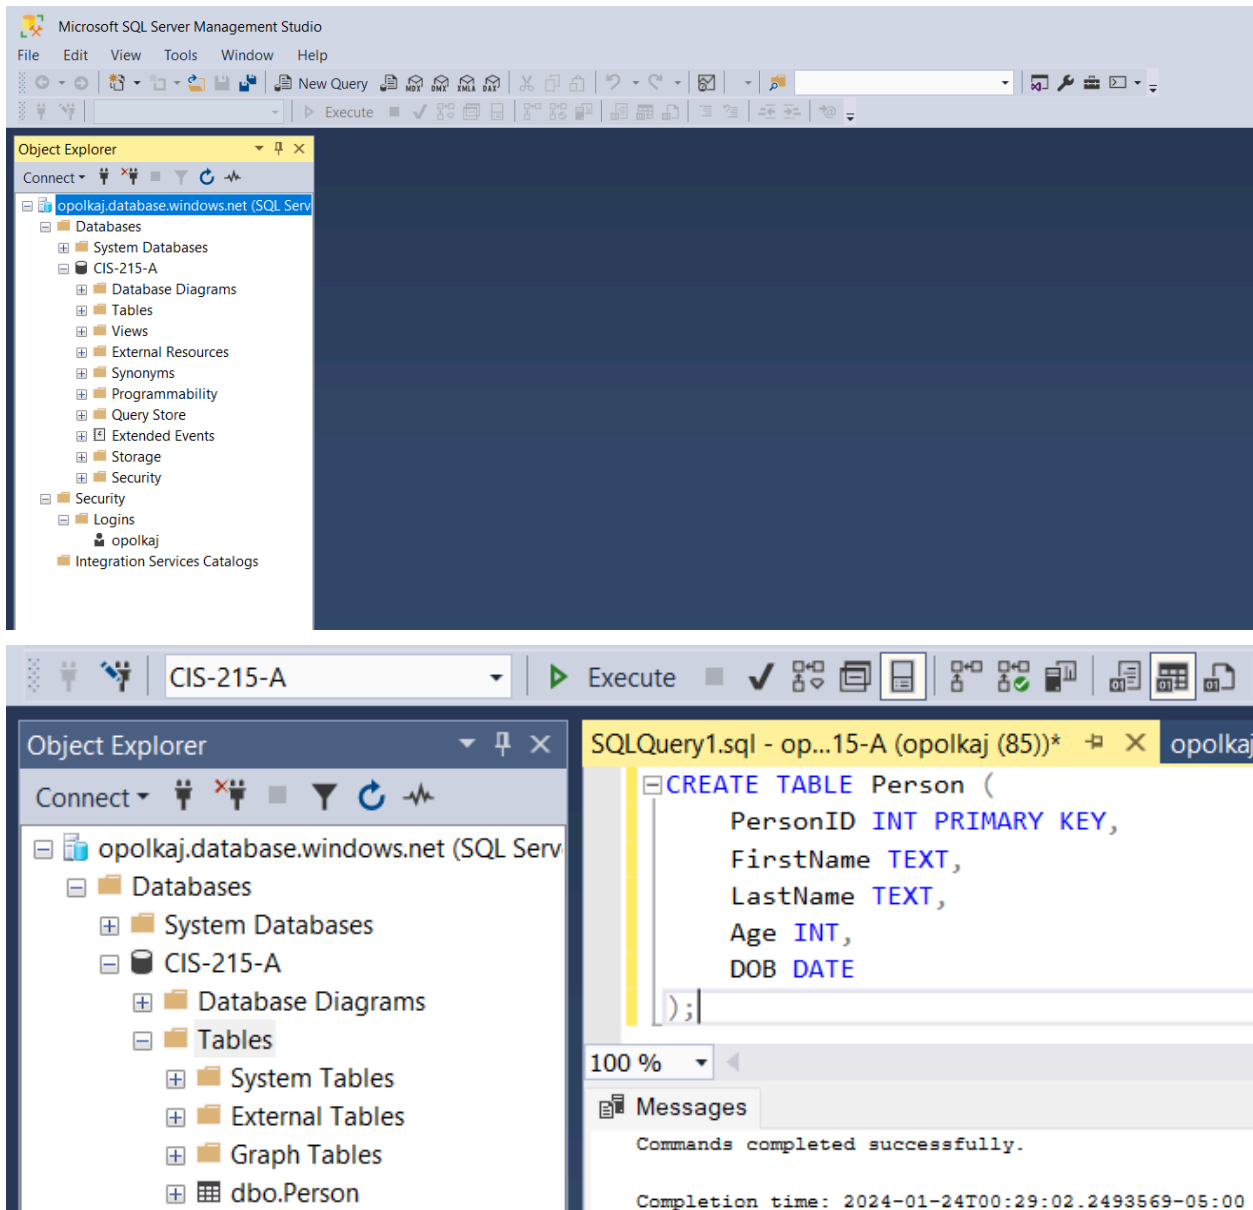 Microsoft SQL Server Management Studio
File Edit View Tools Window Help
New Query MDX DMX XMLA DAX
Execute
Object Explorer
Connect
opolkaj.database.windows.net (SQL Serv
Databases
System Databases
CIS-215-A
Database Diagrams
Tables
Views
External Resources
Synonyms
Programmability
Query Store
Extended Events
Storage
Security
Security
Logins
opolkaj
Integration Services Catalogs
CIS-215-A Execute
Object Explorer
Connect
opolkaj.database.windows.net (SQL Serv
Databases
System Databases
CIS-215-A
Database Diagrams
Tables
System Tables
External Tables
Graph Tables
dbo.Person
SQLQuery1.sql - op...15-A (opolkaj (85))* opolkaj
CREATE TABLE Person (
PersonID INT PRIMARY KEY,
FirstName TEXT,
LastName TEXT,
Age INT,
DOB DATE
);
100 %
Messages
Commands completed successfully.
Completion time: 2024-01-24T00:29:02.2493569-05:00